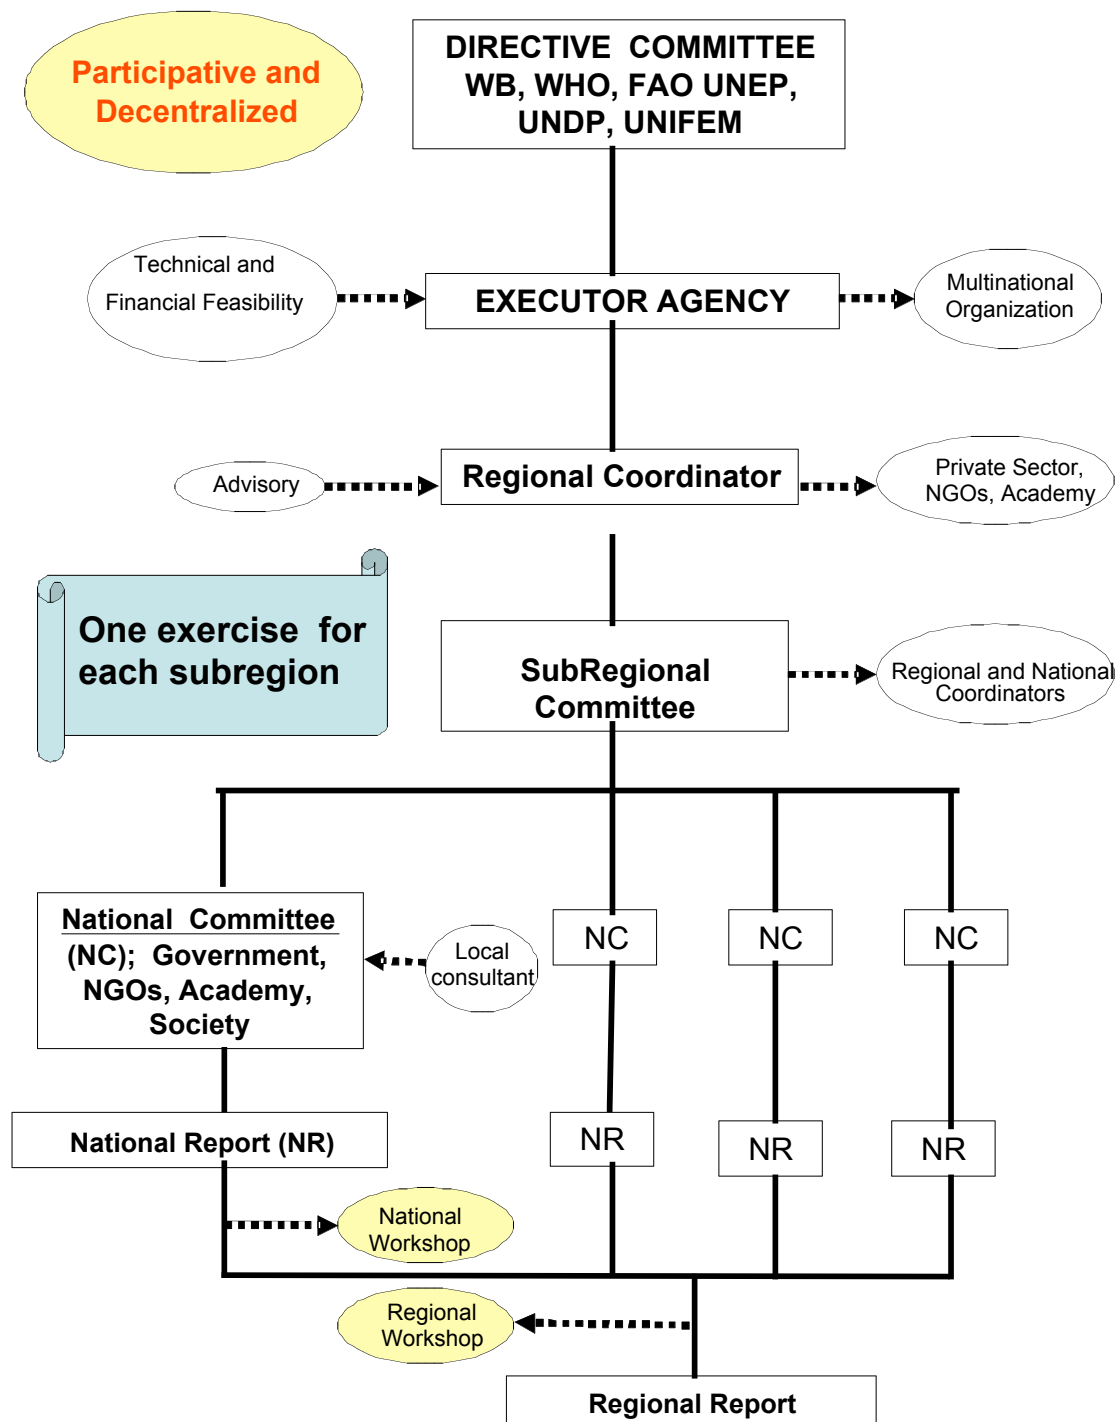 Participative and
Decentralized
DIRECTIVE COMMITTEE
WB, WHO, FAO UNEP,
UNDP, UNIFEM
Technical and
Financial Feasibility
EXECUTOR AGENCY
Multinational
Organization
Advisory
Regional Coordinator
Private Sector,
NGOs, Academy
One exercise for
each subregion
SubRegional
Committee
Regional and National
Coordinators
National Committee
(NC); Government,
NGOs, Academy,
Society
Local
consultant
NC
NC
NC
National Report (NR)
NR
NR
NR
National
Workshop
Regional
Workshop
Regional Report